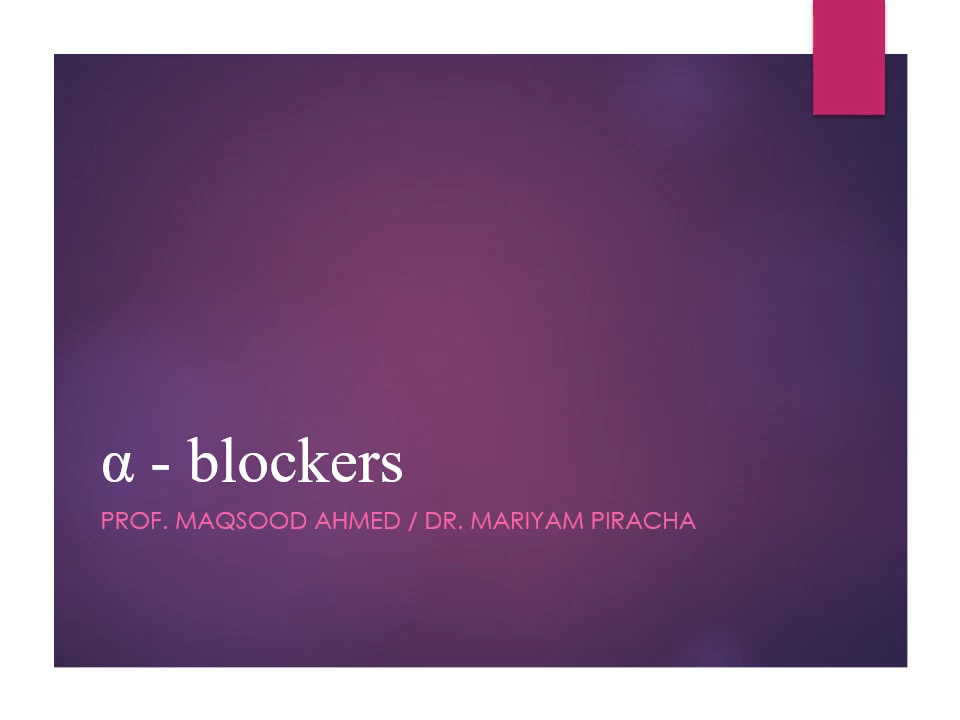 α - blockers
PROF. MAQSOOD AHMED / DR. MARIYAM PIRACHA